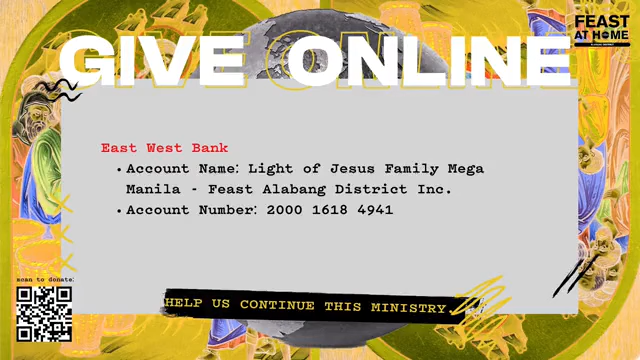 FEAST
AT HOME
GIVE ONLINE
East West Bank
• Account Name: Light of Jesus Family Mega
Manila - Feast Alabang District Inc.
• Account Number: 2000 1618 4941
scan to donate:
HELP US CONTINUE THIS MINISTRY